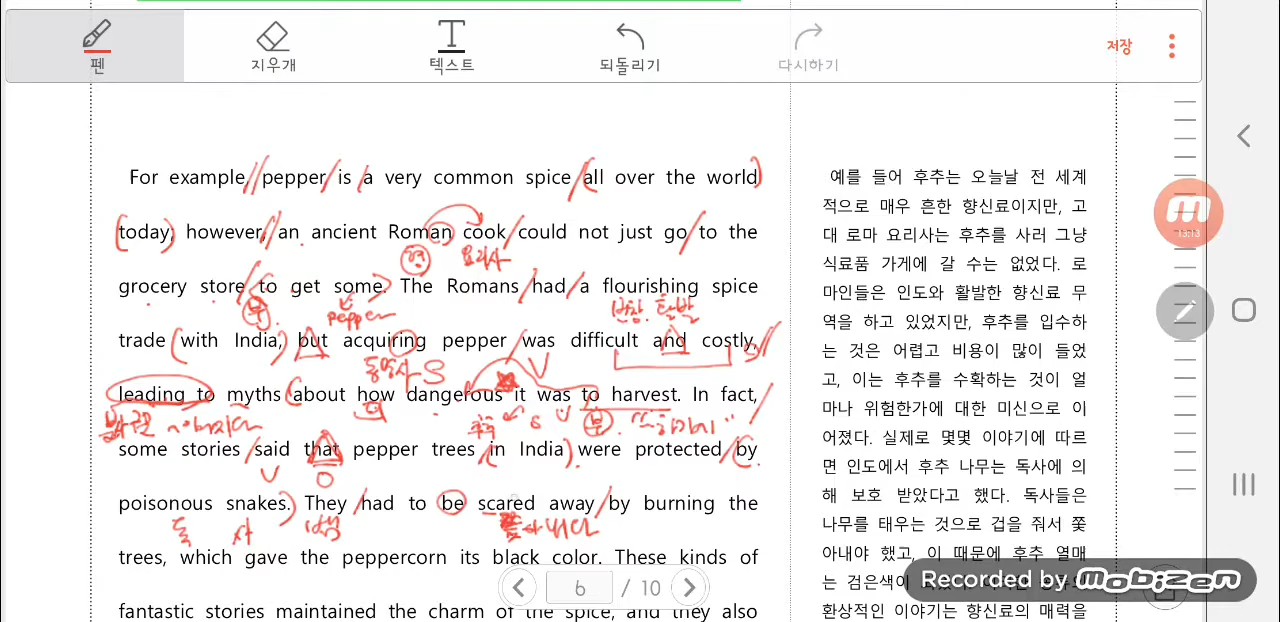 펜
지우개
텍스트
되돌리기
다시하기
저장
For example, pepper is a very common spice all over the world
today, however, an ancient Roman cook could not just go to the
요리사
grocery store to get some. The Romans had a flourishing spice
부
pepper
trade with India, but acquiring pepper was difficult and costly,
동명사 S
leading to myths about how dangerous it was to harvest. In fact,
부
some stories said that pepper trees in India were protected by
V
O
poisonous snakes. They had to be scared away by burning the
독 사
trees, which gave the peppercorn its black color. These kinds of
fantastic stories maintained the charm of the spice, and they also
예를 들어 후추는 오늘날 전 세계
적으로 매우 흔한 향신료이지만, 고
대 로마 요리사는 후추를 사러 그냥
식료품 가게에 갈 수는 없었다. 로
마인들은 인도와 활발한 향신료 무
역을 하고 있었지만, 후추를 입수하
는 것은 어렵고 비용이 많이 들었
고, 이는 후추를 수확하는 것이 얼
마나 위험한가에 대한 미신으로 이
어졌다. 실제로 몇몇 이야기에 따르
면 인도에서 후추 나무는 독사에 의
해 보호 받았다고 했다. 독사들은
나무를 태우는 것으로 겁을 줘서 쫓
아내야 했고, 이 때문에 후추 열매
는 검은색이
환상적인 이야기는 향신료의 매력을
6 / 10
13:13
Recorded by MOBIZEN